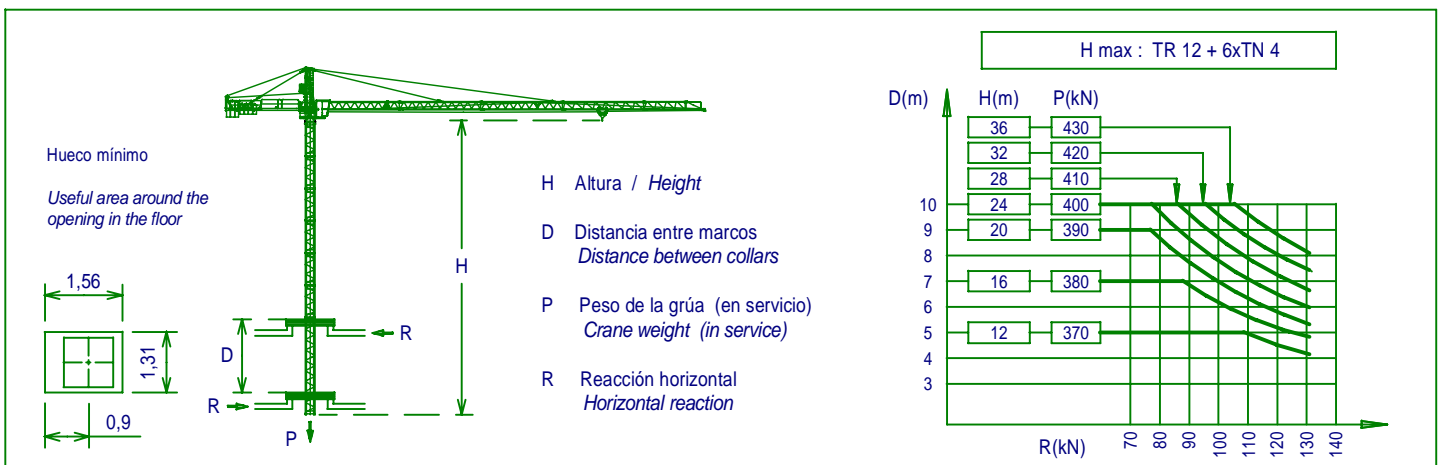 Hueco mínimo
Useful area around the
opening in the floor
1,56
1,31
0,9
H
D
R
R
P
H Altura / Height
D Distancia entre marcos
Distance between collars
P Peso de la grúa (en servicio)
Crane weight (in service)
R Reacción horizontal
Horizontal reaction
H max : TR 12 + 6xTN 4
D(m) H(m) P(kN)
36 430
32 420
28 410
10 24 400
9 20 390
8
7 16 380
6
5 12 370
4
3
R(kN) 70 80 90 100 110 120 130 140